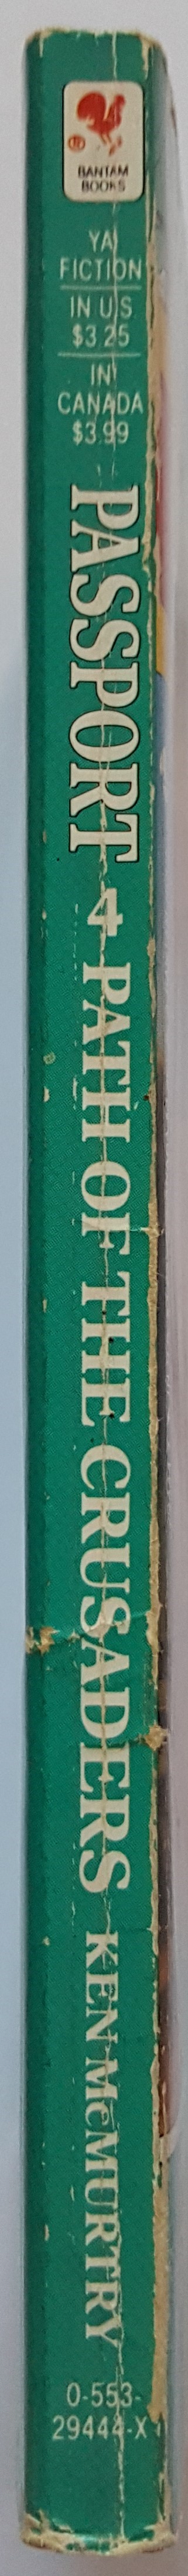 BANTAM
BOOKS
YA
FICTION
IN U.S.
$3.25
IN
CANADA
$3.99
PASSPORT 4 PATH OF THE CRUSADERS KEN McMURTRY
0-553-
29444-X